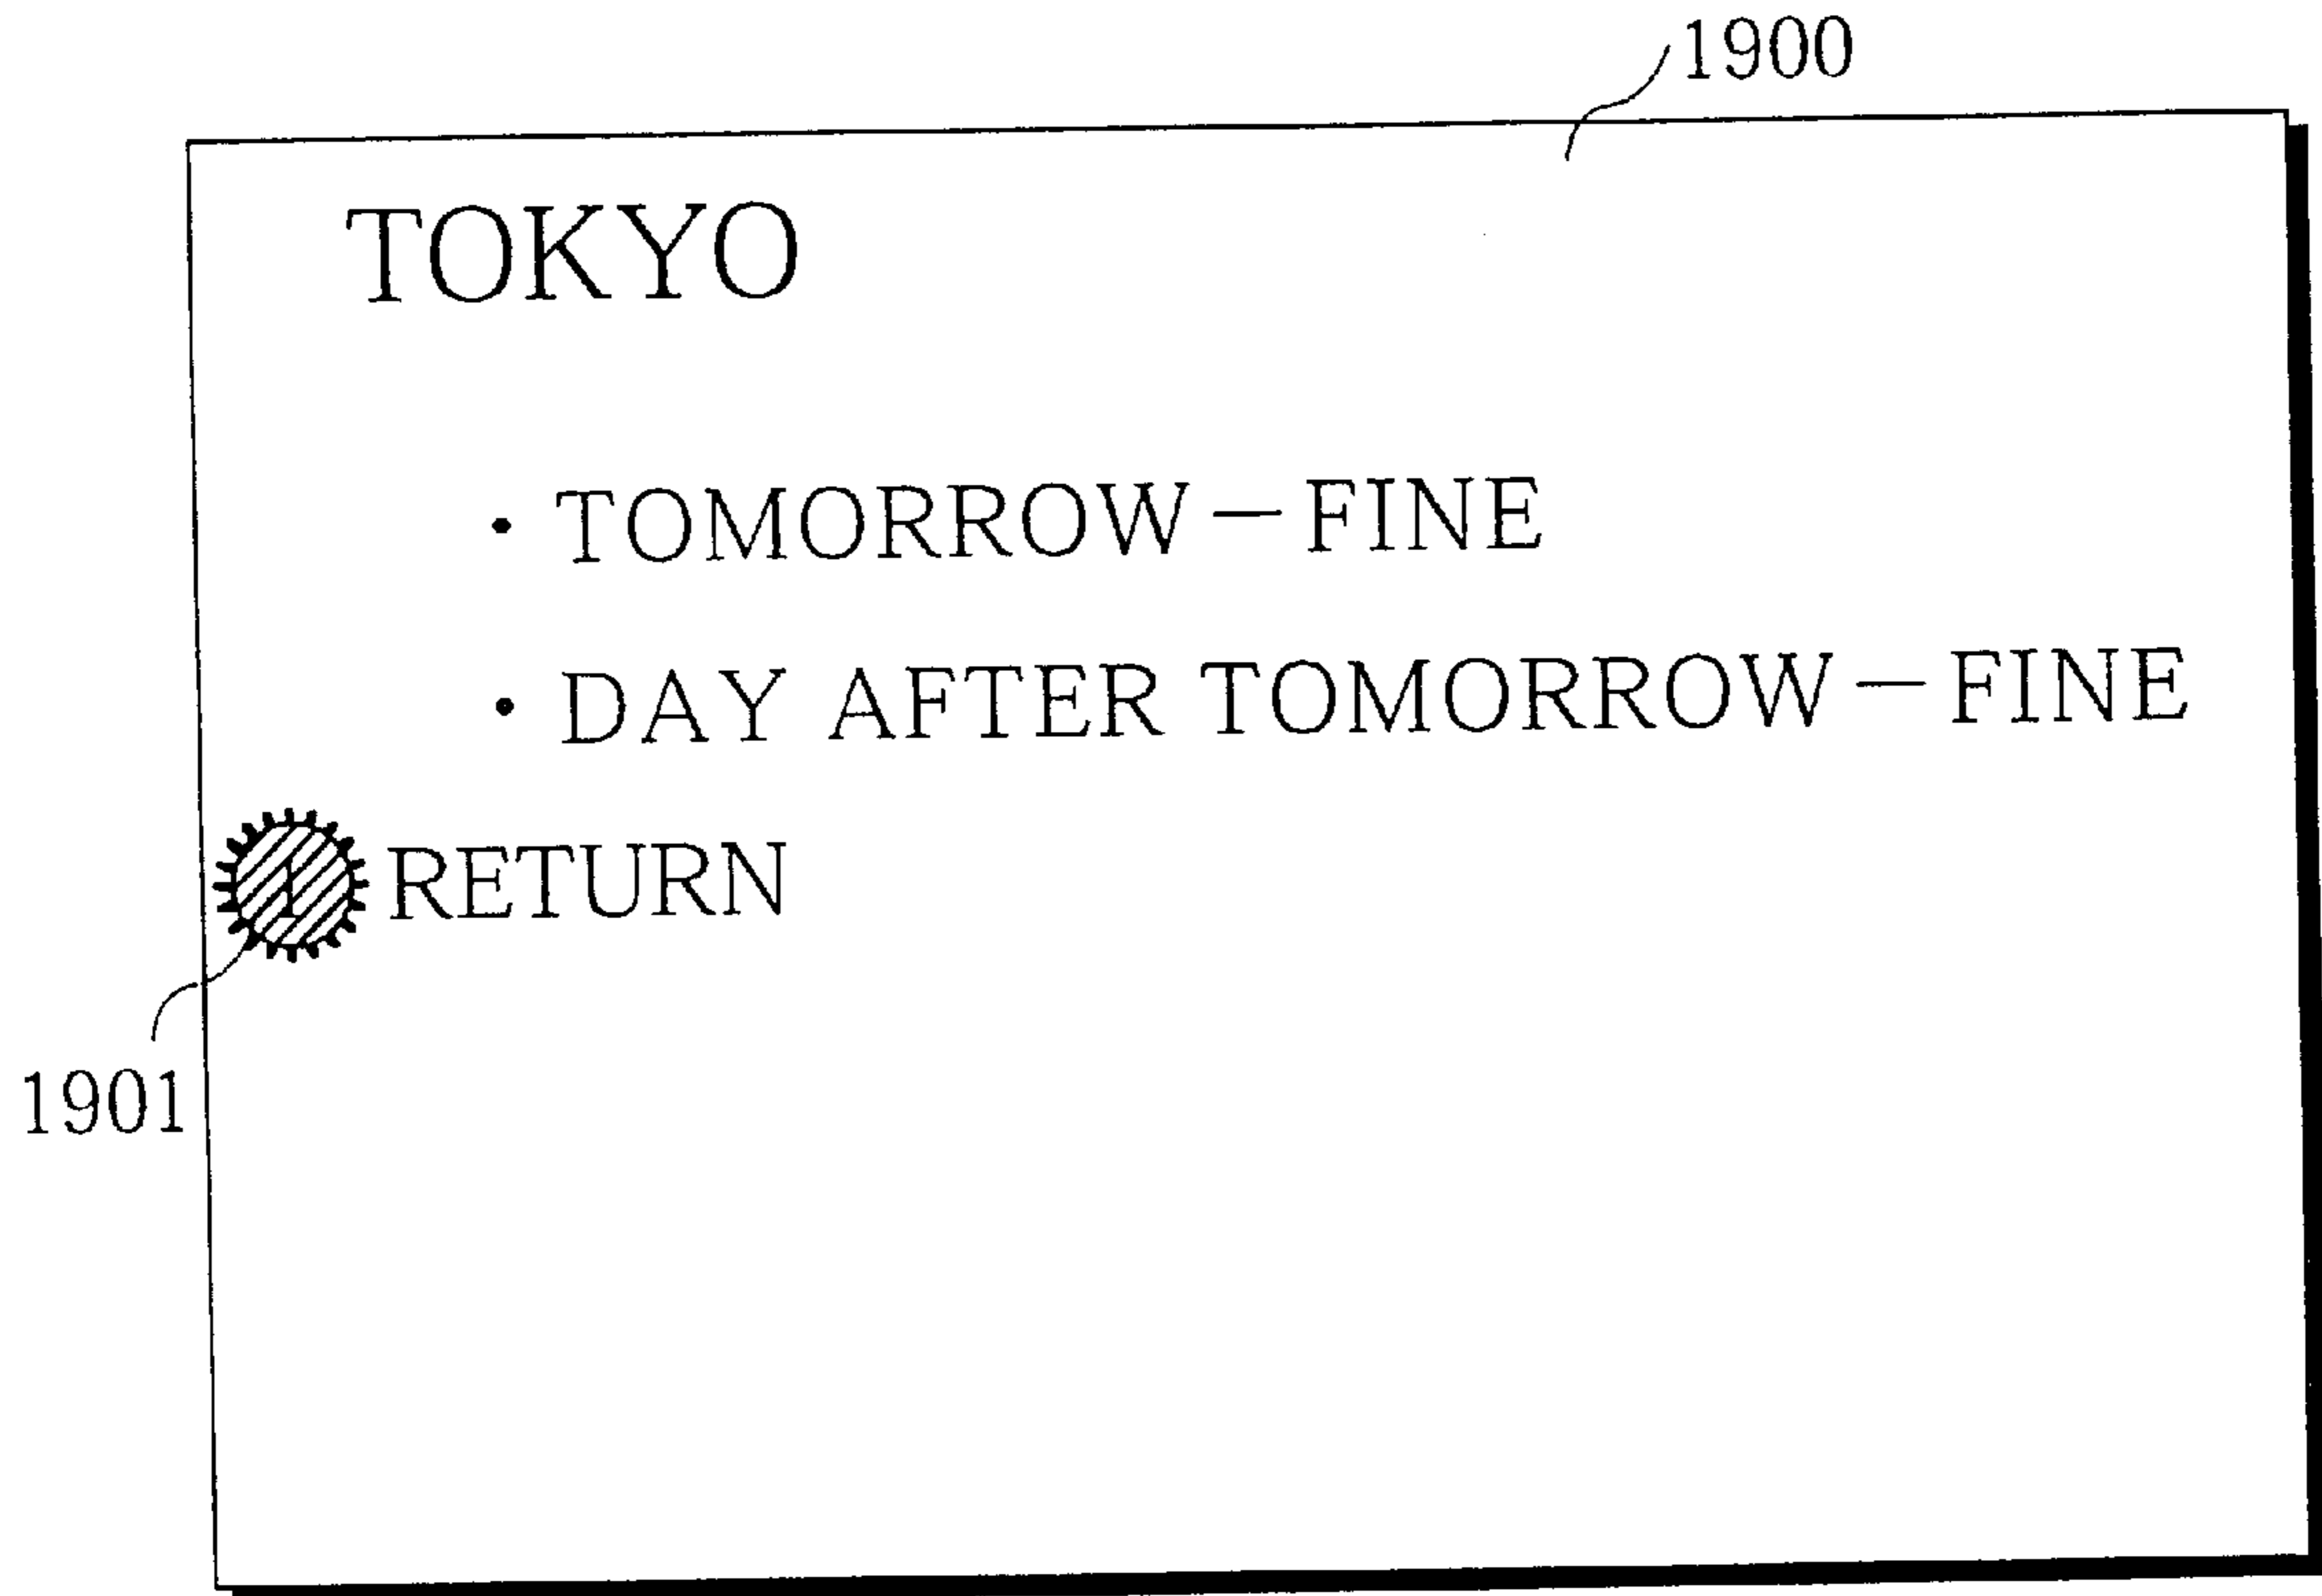 1900
TOKYO
・TOMORROW－FINE
・DAY AFTER TOMORROW－FINE
RETURN
1901